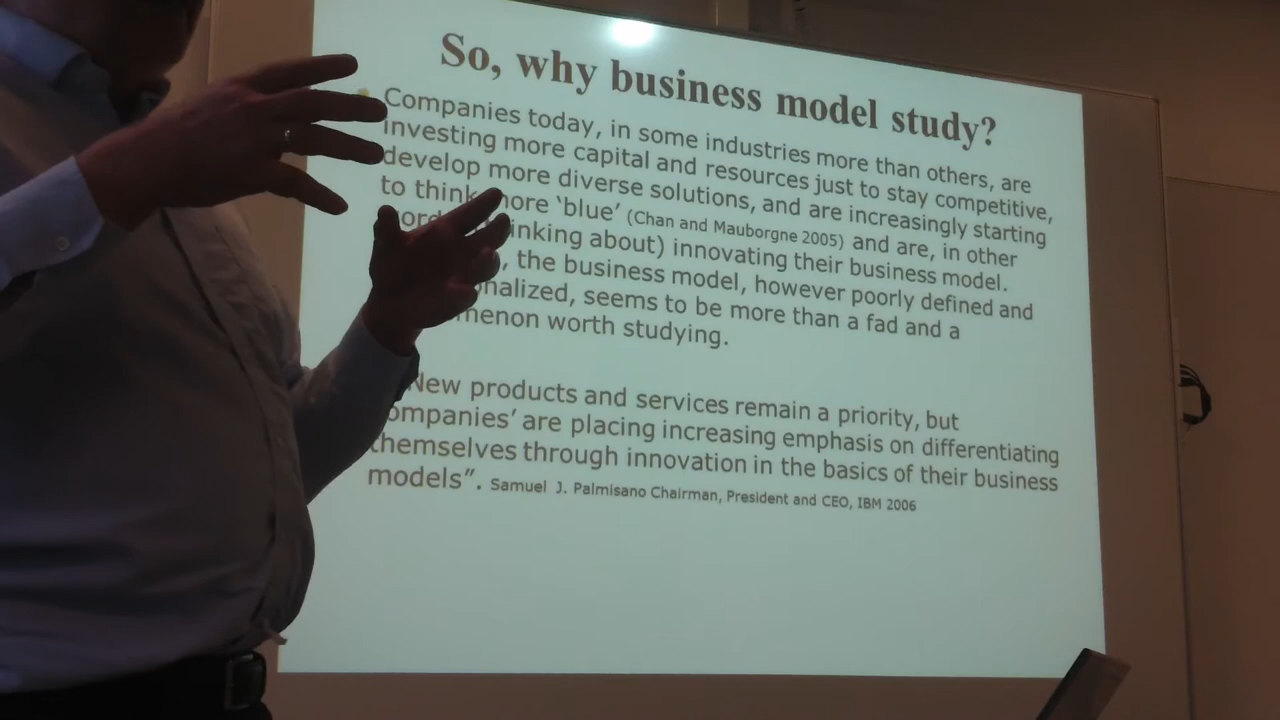 So, why business model study?
Companies today, in some industries more than others, are
investing more capital and resources just to stay competitive,
develop more diverse solutions, and are increasingly starting
to think more ‘blue’ (Chan and Mauborgne 2005) and are, in other
thinking about) innovating their business model.
, the business model, however poorly defined and
seems to be more than a fad and a
worth studying.
New products and services remain a priority, but
companies’ are placing increasing emphasis on differentiating
themselves through innovation in the basics of their business
models”. Samuel J. Palmisano Chairman, President and CEO, IBM 2006